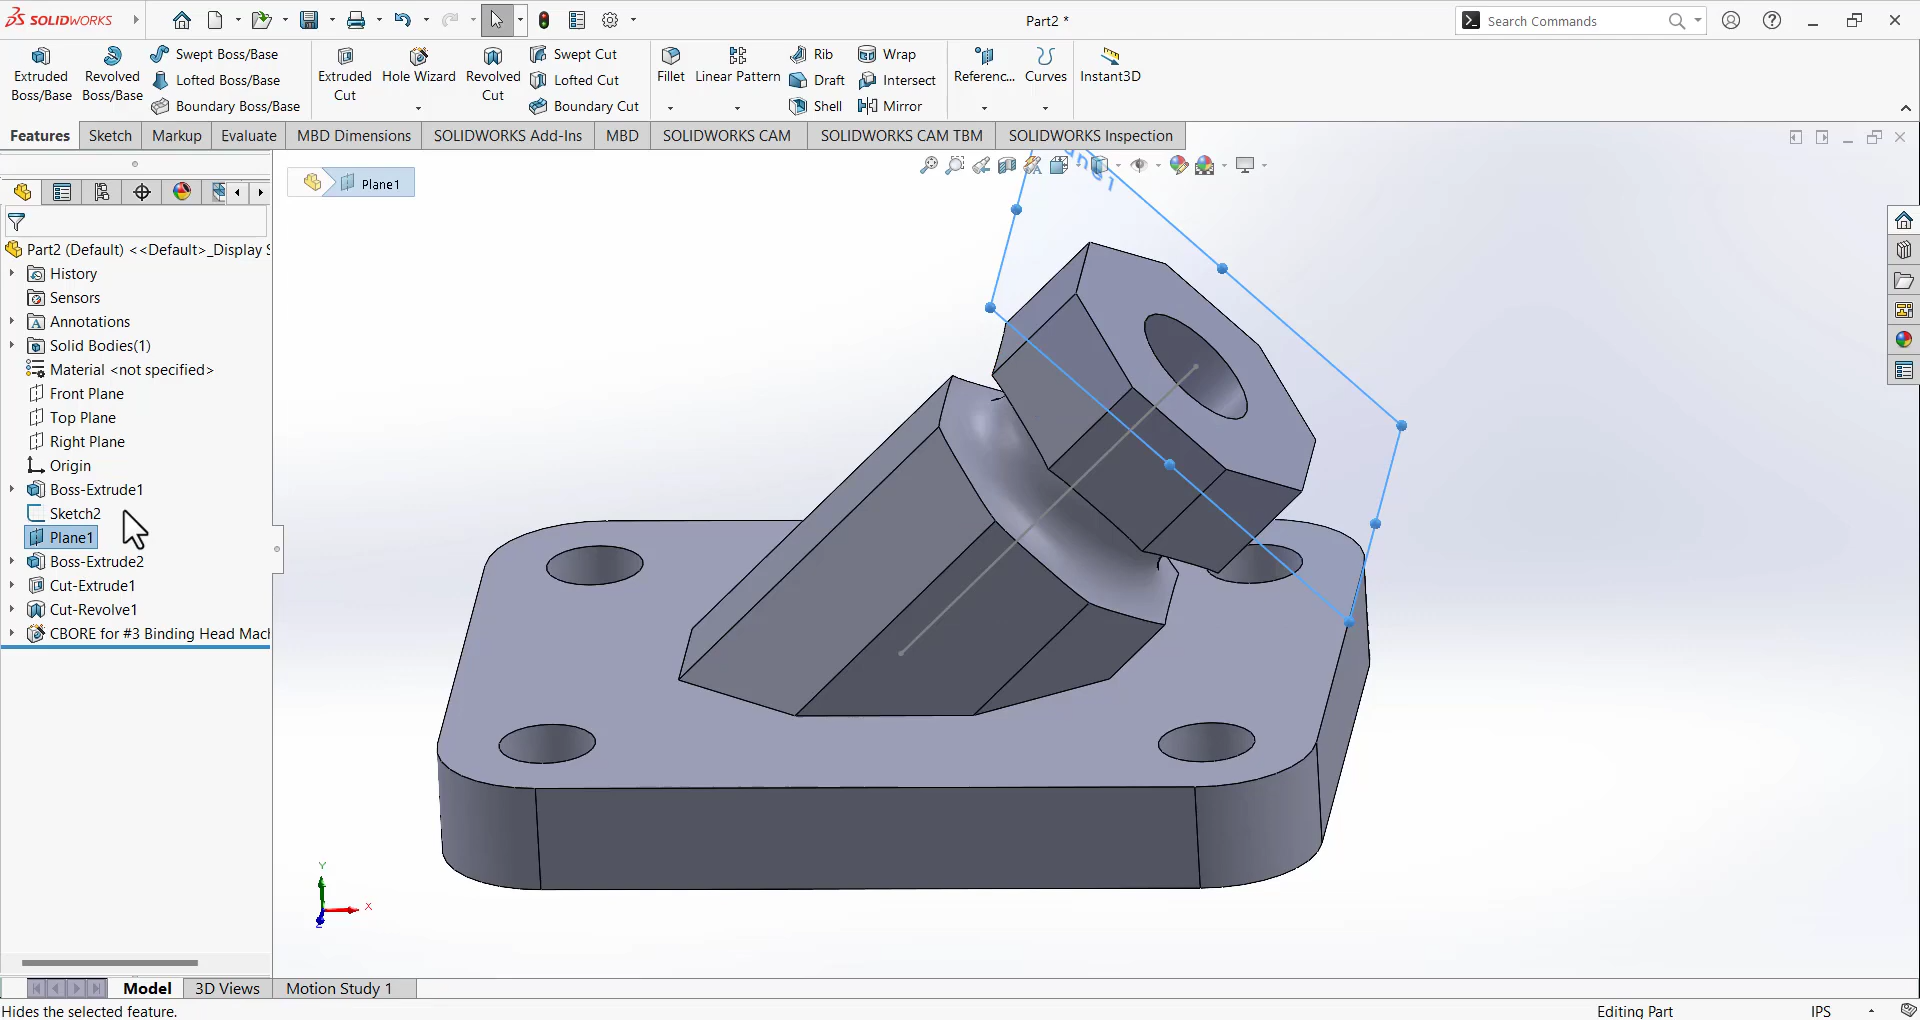 SOLIDWORKS
Part2 *
Search Commands
Extruded Boss/Base
Revolved Boss/Base
Swept Boss/Base
Lofted Boss/Base
Boundary Boss/Base
Extruded Cut
Hole Wizard
Revolved Cut
Swept Cut
Lofted Cut
Boundary Cut
Fillet
Linear Pattern
Rib
Draft
Shell
Wrap
Intersect
Mirror
Referenc...
Curves
Instant3D
Features
Sketch
Markup
Evaluate
MBD Dimensions
SOLIDWORKS Add-Ins
MBD
SOLIDWORKS CAM
SOLIDWORKS CAM TBM
SOLIDWORKS Inspection
Plane1
Part2 (Default) <<Default>_Display S
History
Sensors
Annotations
Solid Bodies(1)
Material <not specified>
Front Plane
Top Plane
Right Plane
Origin
Boss-Extrude1
Sketch2
Plane1
Boss-Extrude2
Cut-Extrude1
Cut-Revolve1
CBORE for #3 Binding Head Mach
Y
X
Z
Model
3D Views
Motion Study 1
Hides the selected feature.
Editing Part
IPS